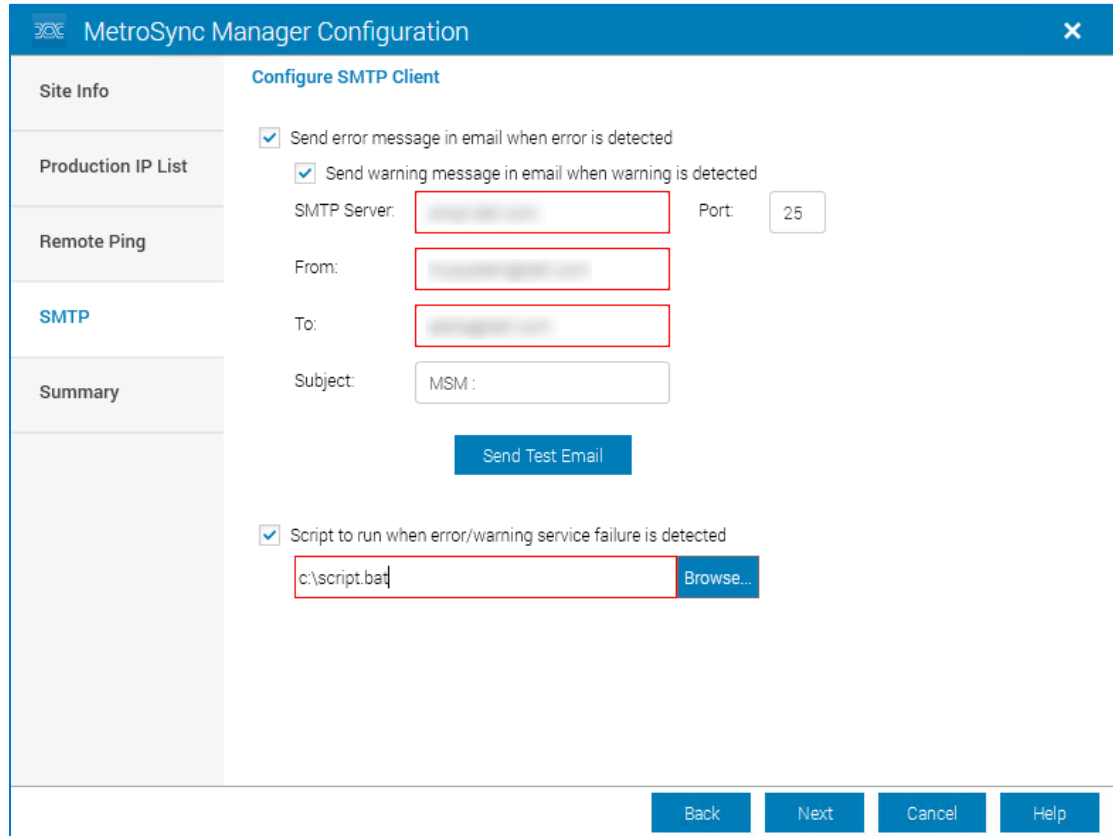 MetroSync Manager Configuration
Site Info
Production IP List
Remote Ping
SMTP
Summary
Configure SMTP Client
Send error message in email when error is detected
Send warning message in email when warning is detected
SMTP Server: Port: 25
From:
To:
Subject: MSM :
Send Test Email
Script to run when error/warning service failure is detected
c:\script.bat Browse...
Back Next Cancel Help